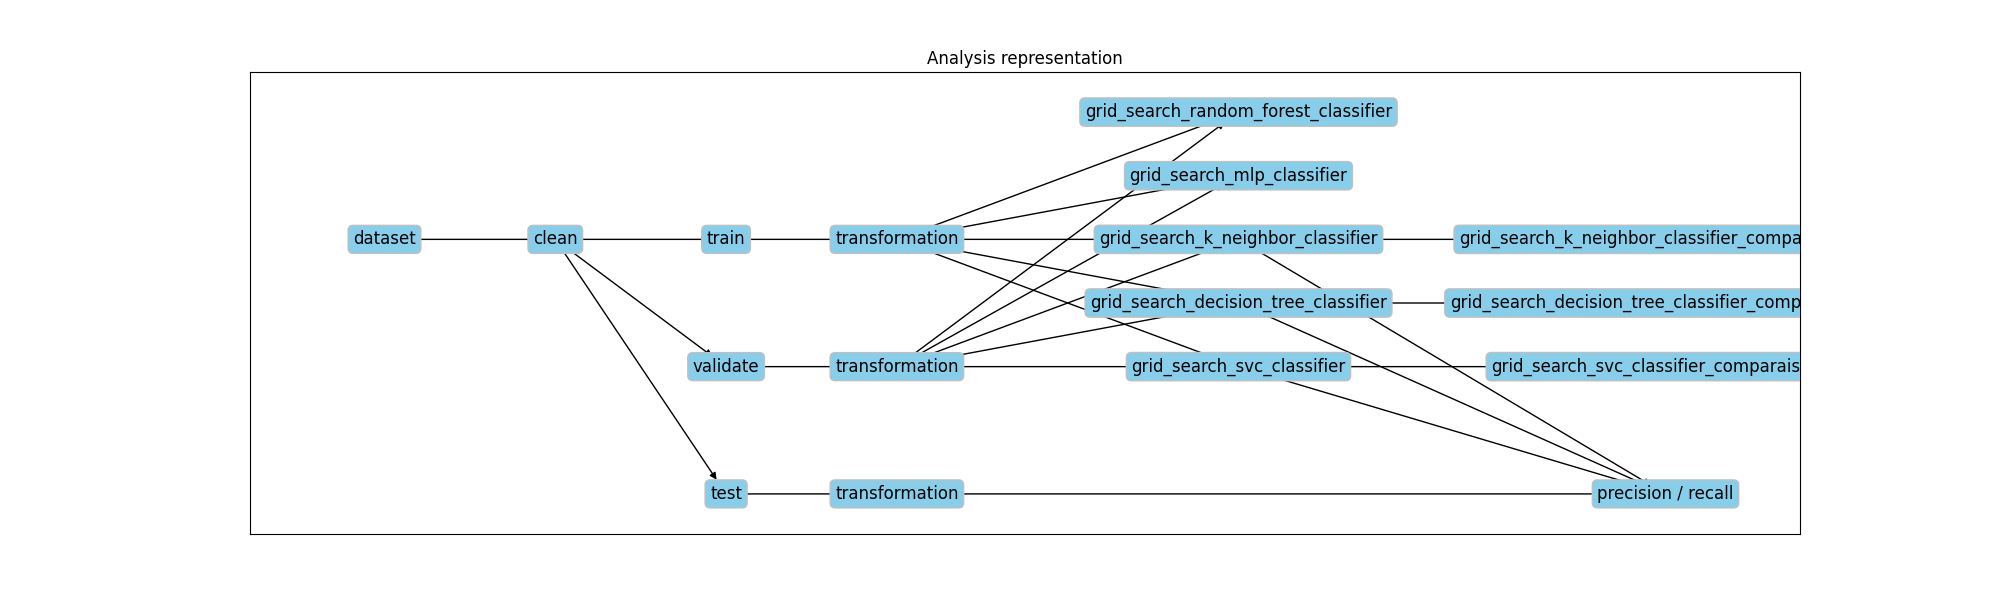 Analysis representation
grid_search_random_forest_classifier
grid_search_mlp_classifier
dataset
clean
train
transformation
grid_search_k_neighbor_classifier
grid_search_k_neighbor_classifier_compa
grid_search_decision_tree_classifier
grid_search_decision_tree_classifier_comp
validate
transformation
grid_search_svc_classifier
grid_search_svc_classifier_comparais
test
transformation
precision / recall